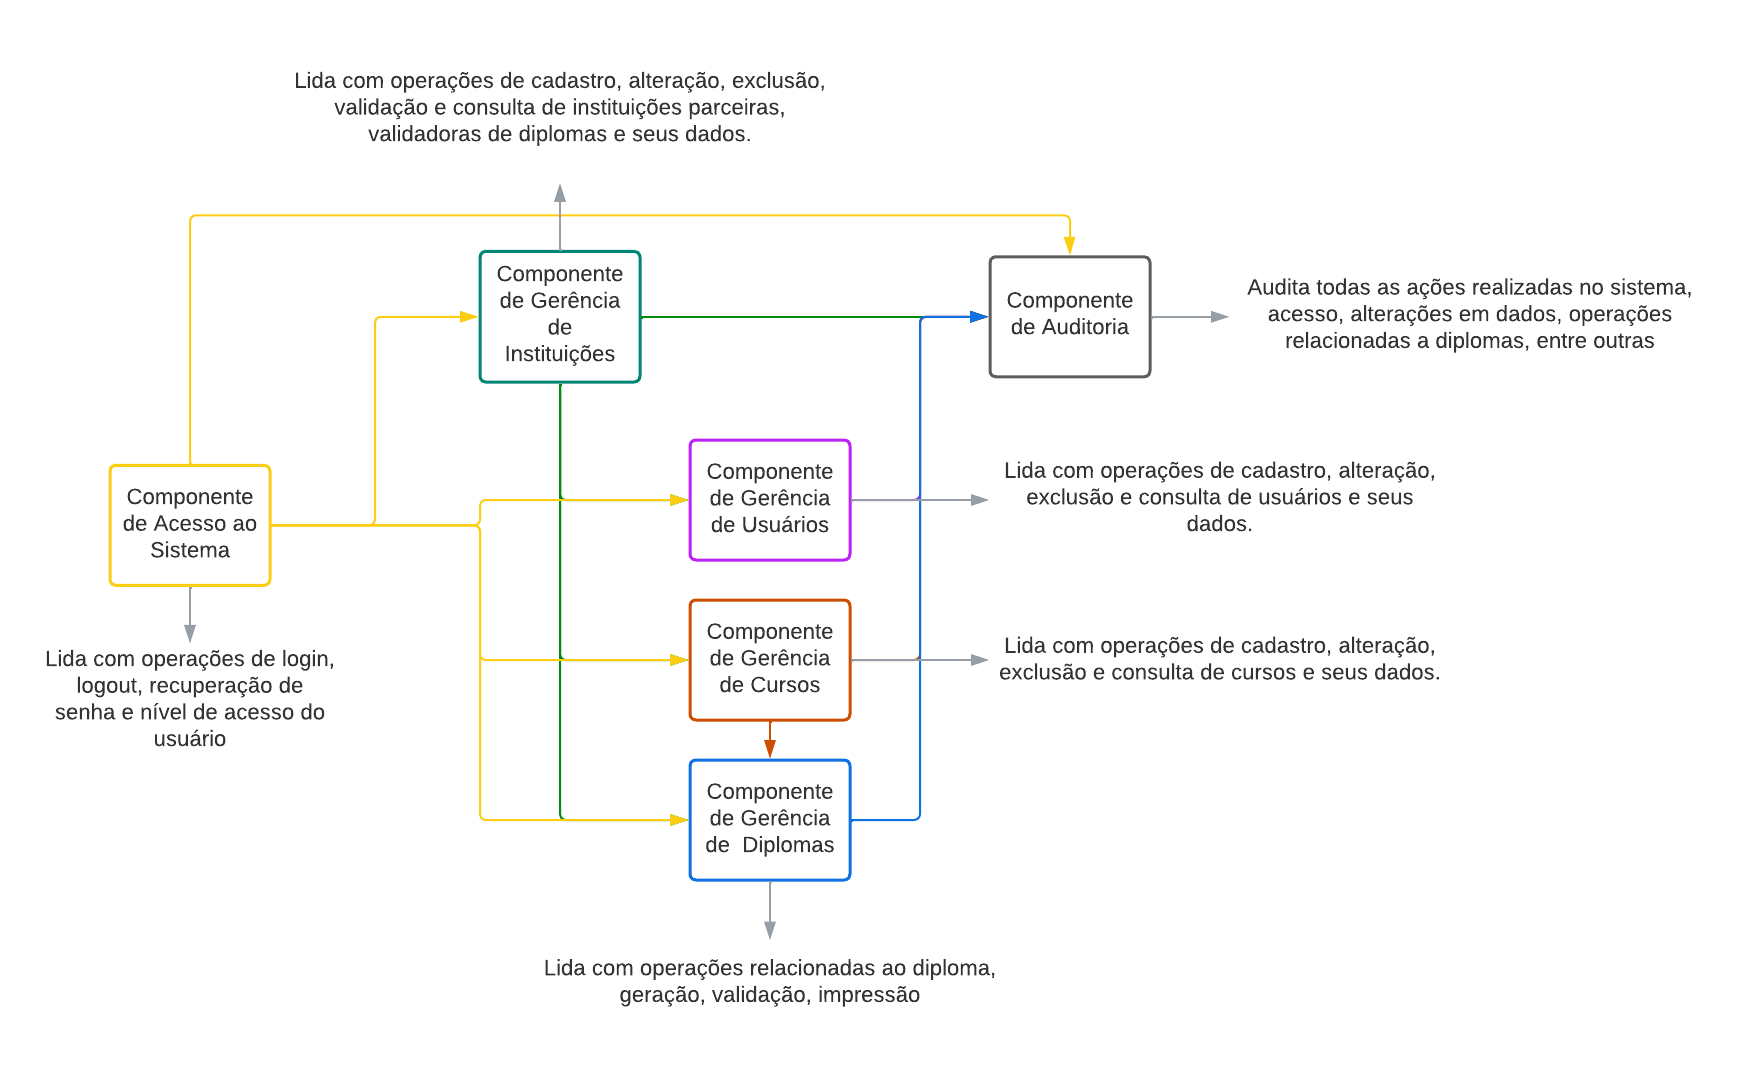 Lida com operações de cadastro, alteração, exclusão,
validação e consulta de instituições parceiras,
validadoras de diplomas e seus dados.
Componente
de Gerência
de
Instituições
Componente
de Auditoria
Audita todas as ações realizadas no sistema,
acesso, alterações em dados, operações
relacionadas a diplomas, entre outras
Componente
de Acesso ao
Sistema
Componente
de Gerência
de Usuários
Lida com operações de cadastro, alteração,
exclusão e consulta de usuários e seus
dados.
Lida com operações de login,
logout, recuperação de
senha e nível de acesso do
usuário
Componente
de Gerência
de Cursos
Lida com operações de cadastro, alteração,
exclusão e consulta de cursos e seus dados.
Componente
de Gerência
de  Diplomas
Lida com operações relacionadas ao diploma,
geração, validação, impressão